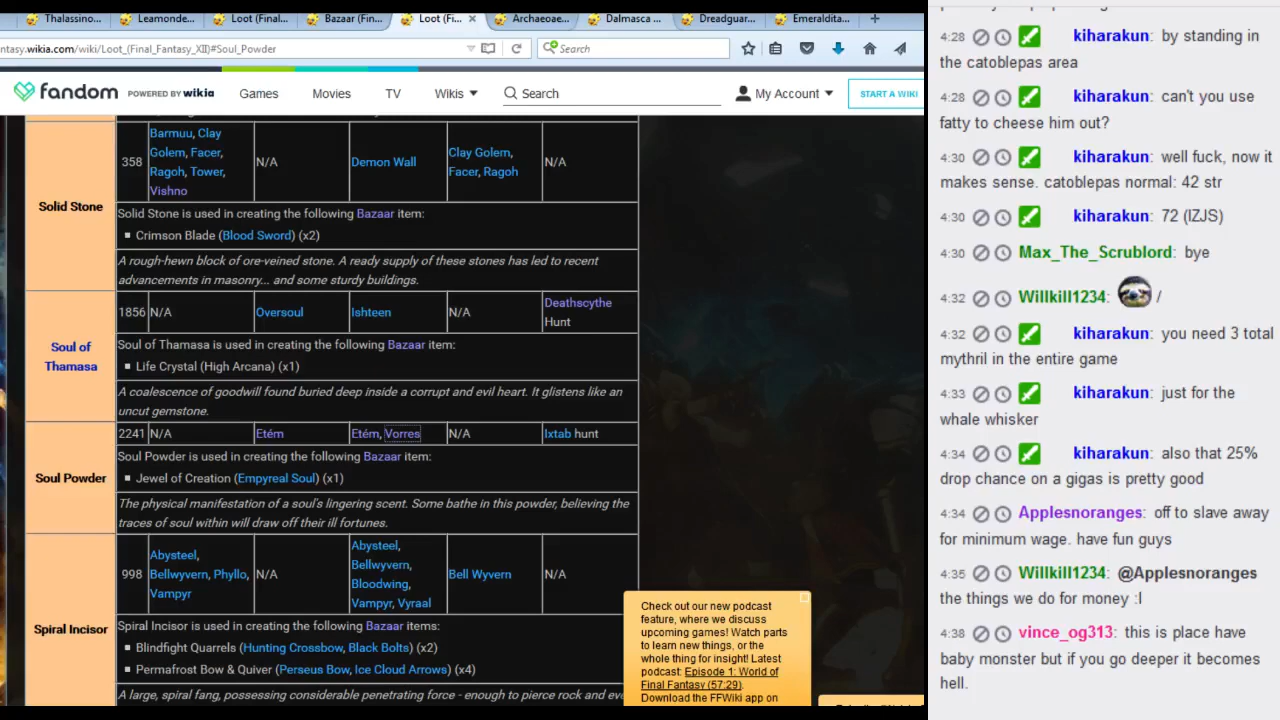 Thalassino...
Leamonde...
Loot (Final...
Bazaar (Fin...
Loot (Fi...
Archaeoae...
Dalmasca ...
Dreadguar...
Emeraldita...
ntasy.wikia.com/wiki/Loot_(Final_Fantasy_XII)#Soul_Powder
Search
fandom POWERED BY wikia
Games
Movies
TV
Wikis
Search
My Account
START A WIKI
358
Barmuu, Clay
Golem, Facer,
Ragoh, Tower,
Vishno
N/A
Demon Wall
Clay Golem,
Facer, Ragoh
N/A
Solid Stone
Solid Stone is used in creating the following Bazaar item:
Crimson Blade (Blood Sword) (x2)
A rough-hewn block of ore-veined stone. A ready supply of these stones has led to recent
advancements in masonry... and some sturdy buildings.
1856
N/A
Oversoul
Ishteen
N/A
Deathscythe
Hunt
Soul of
Thamasa
Soul of Thamasa is used in creating the following Bazaar item:
Life Crystal (High Arcana) (x1)
A coalescence of goodwill found buried deep inside a corrupt and evil heart. It glistens like an
uncut gemstone.
2241
N/A
Etém
Etém, Vorres
N/A
Ixtab hunt
Soul Powder
Soul Powder is used in creating the following Bazaar item:
Jewel of Creation (Empyreal Soul) (x1)
The physical manifestation of a soul's lingering scent. Some bathe in this powder, believing the
traces of soul within will draw off their ill fortunes.
998
Abysteel,
Bellwyvern, Phyllo,
Vampyr
N/A
Abysteel,
Bellwyvern,
Bloodwing,
Vampyr, Vyraal
Bell Wyvern
N/A
Spiral Incisor
Spiral Incisor is used in creating the following Bazaar items:
Blindfight Quarrels (Hunting Crossbow, Black Bolts) (x2)
Permafrost Bow & Quiver (Perseus Bow, Ice Cloud Arrows) (x4)
A large, spiral fang, possessing considerable penetrating force - enough to pierce rock and eve
Check out our new podcast
feature, where we discuss
upcoming games! Watch parts
to learn new things, or the
whole thing for insight! Latest
podcast: Episode 1: World of
Final Fantasy (57:29).
Download the FFWiki app on
4:28 kiharakun: by standing in
the catoblepas area
4:28 kiharakun: can't you use
fatty to cheese him out?
4:30 kiharakun: well fuck, now it
makes sense. catoblepas normal: 42 str
4:30 kiharakun: 72 (IZJS)
4:30 Max_The_Scrublord: bye
4:32 Willkill1234: /
4:32 kiharakun: you need 3 total
mythril in the entire game
4:33 kiharakun: just for the
whale whisker
4:34 kiharakun: also that 25%
drop chance on a gigas is pretty good
4:34 Applesnoranges: off to slave away
for minimum wage. have fun guys
4:35 Willkill1234: @Applesnoranges
the things we do for money :l
4:38 vince_og313: this is place have
baby monster but if you go deeper it becomes
hell.